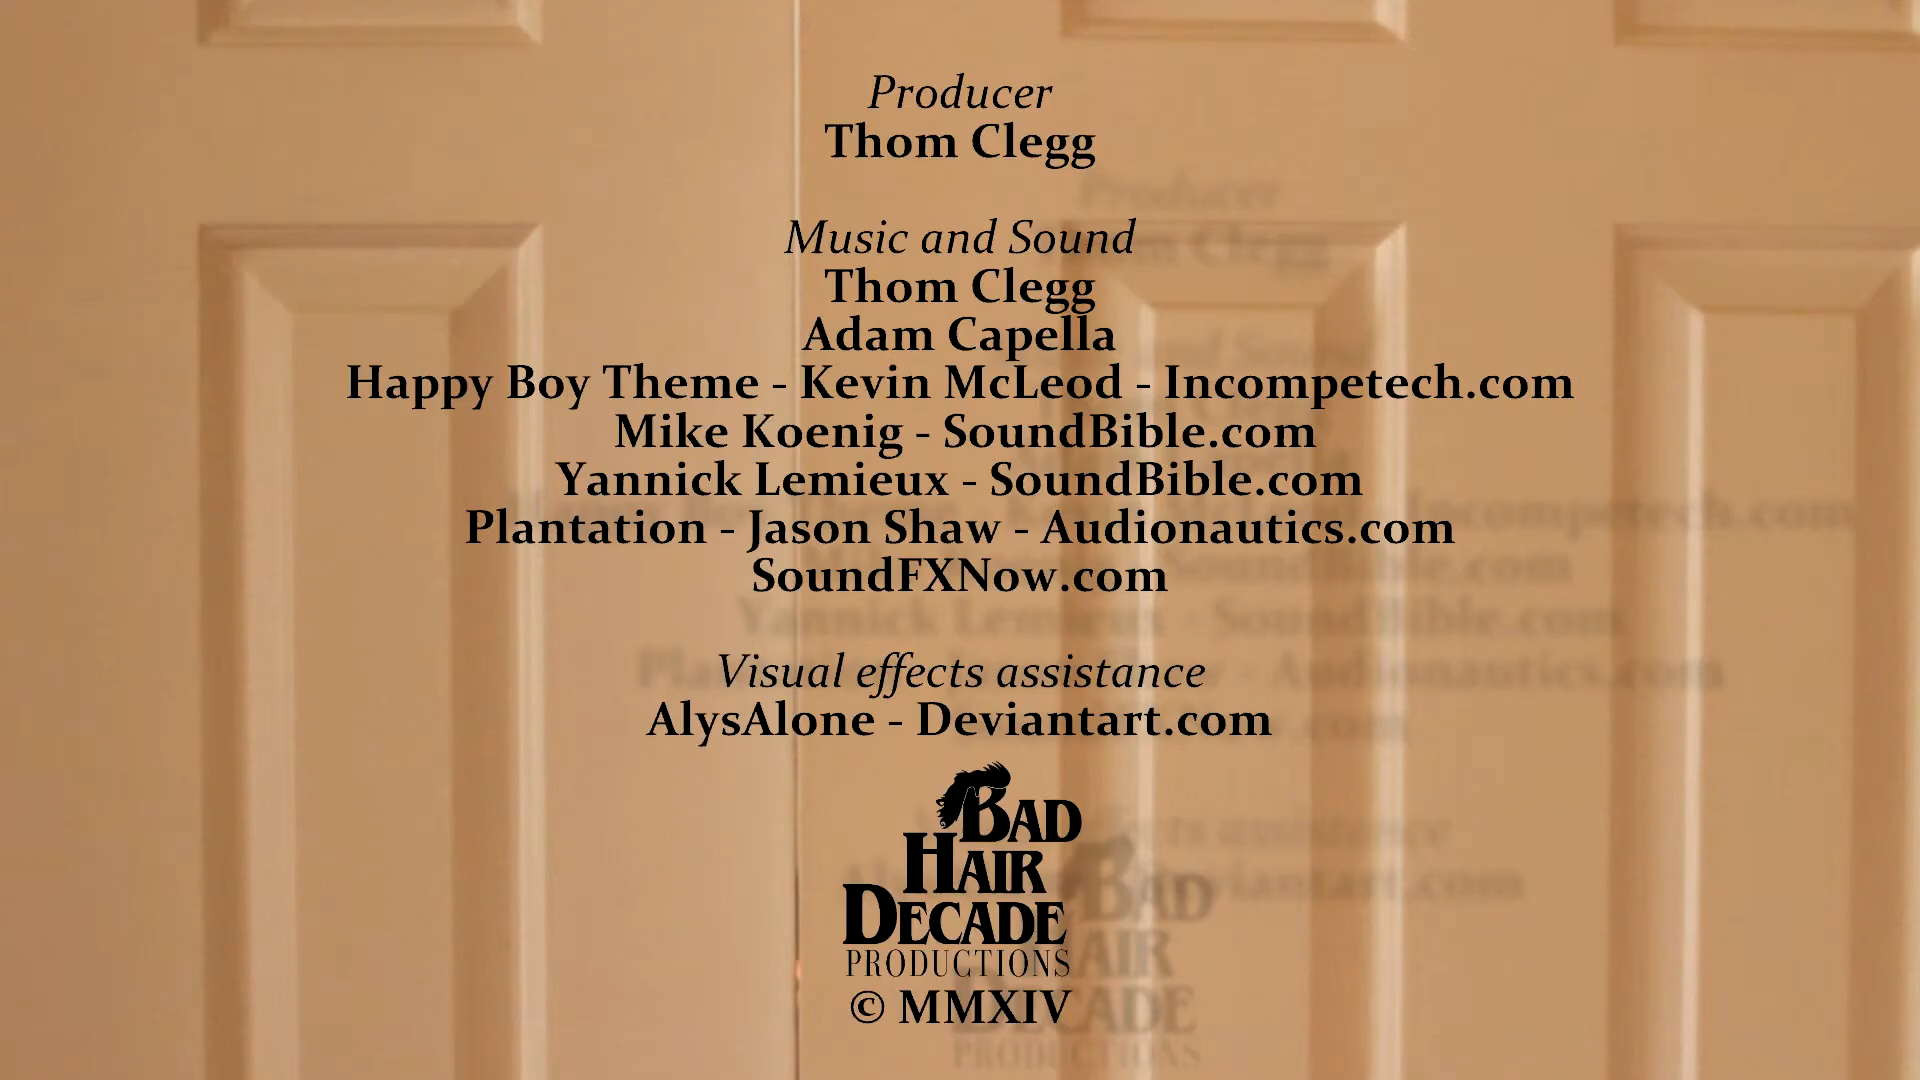 Producer
Thom Clegg
Music and Sound
Thom Clegg
Adam Capella
Happy Boy Theme - Kevin McLeod - Incompetech.com
Mike Koenig - SoundBible.com
Yannick Lemieux - SoundBible.com
Plantation - Jason Shaw - Audionautics.com
SoundFXNow.com
Visual effects assistance
AlysAlone - Deviantart.com
BAD
HAIR
DECADE
PRODUCTIONS
© MMXIV